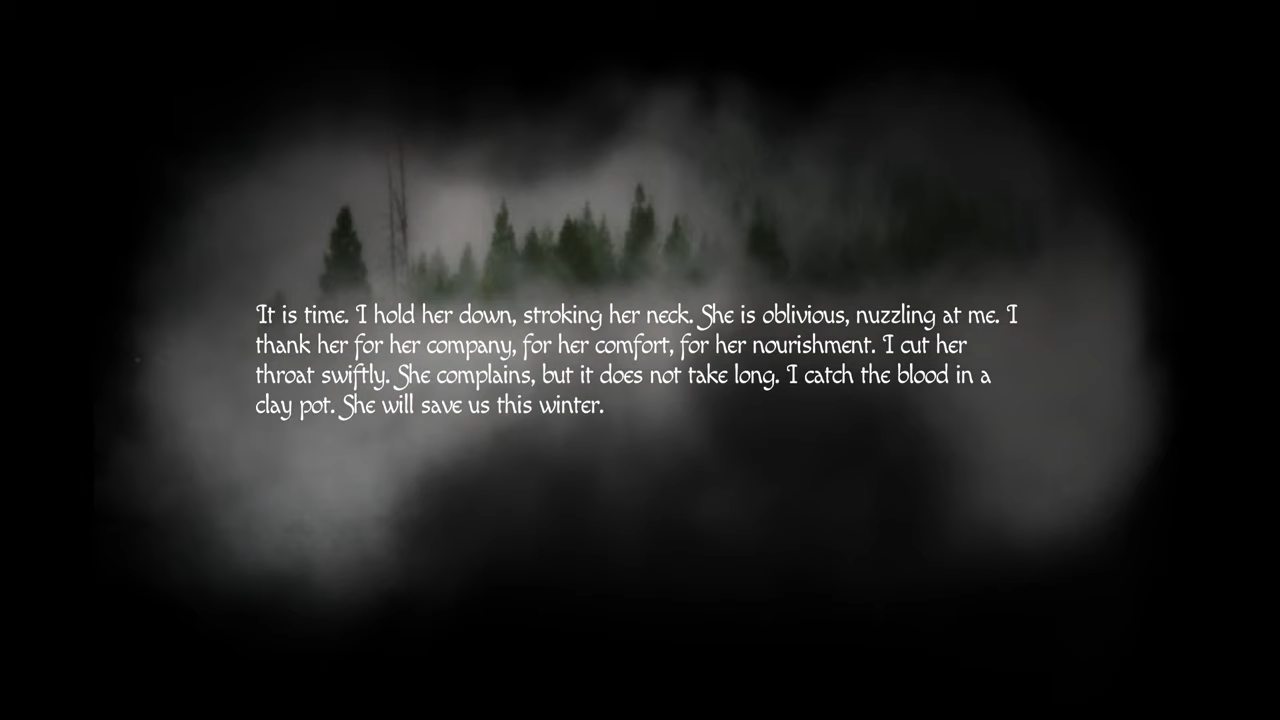 It is time. I hold her down, stroking her neck. She is oblivious, nuzzling at me. I
thank her for her company, for her comfort, for her nourishment. I cut her
throat swiftly. She complains, but it does not take long. I catch the blood in a
clay pot. She will save us this winter.